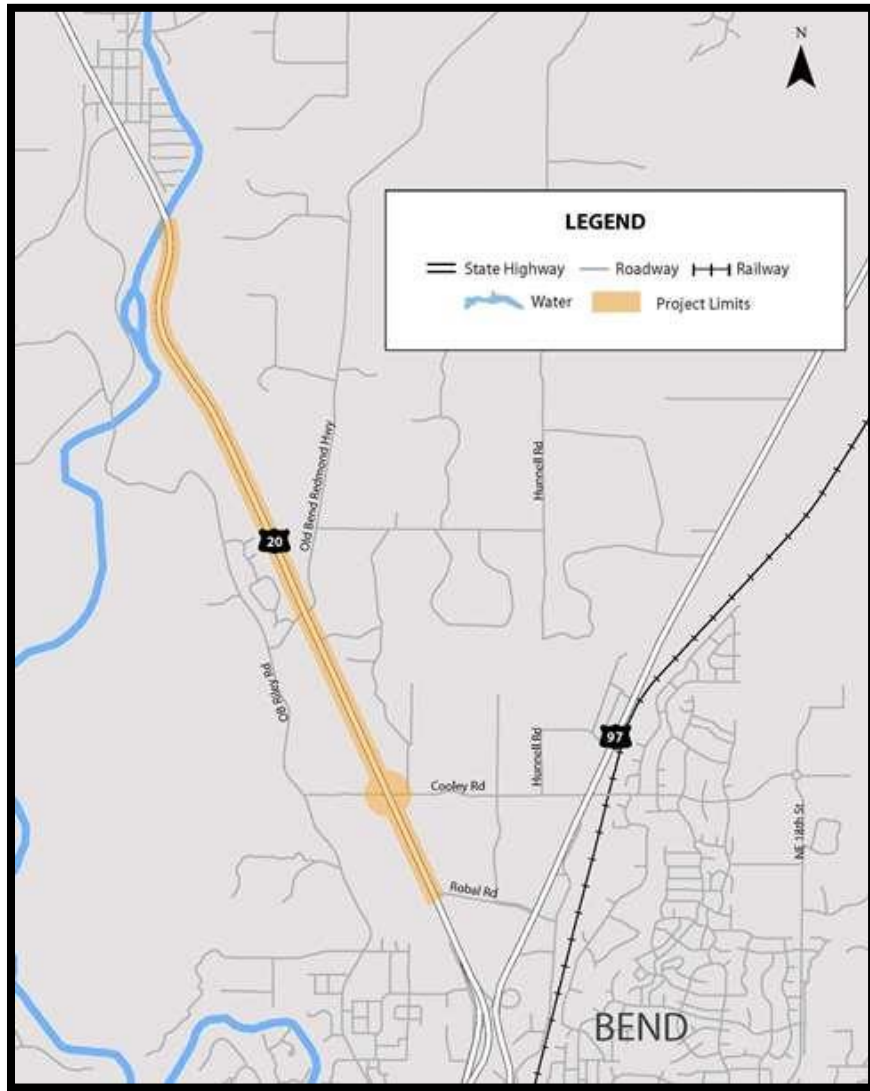 N
LEGEND
State Highway
Roadway
Railway
Water
Project Limits
Old Bend Redmond Hwy
Hunnell Rd
20
OB Riley Rd
97
Hunnell Rd
Cooley Rd
NE 18th St
Robal Rd
BEND